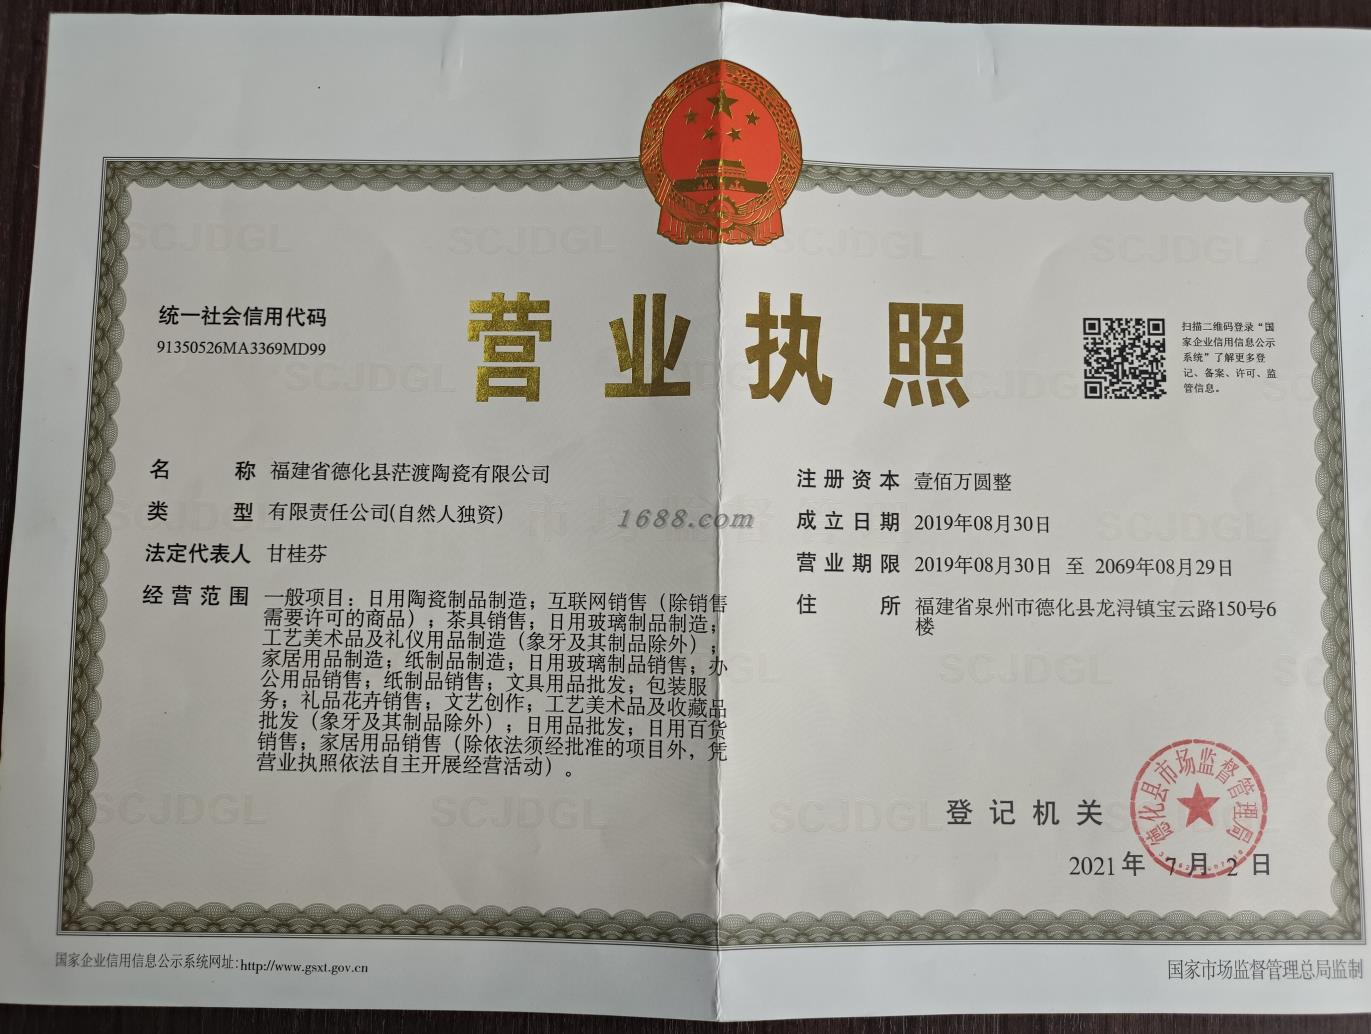 营业执照
统一社会信用代码
91350526MA3369MD99
扫描二维码登录“国
家企业信用信息公示
系统”了解更多登
记、备案、许可、监
管信息。
名 称 福建省德化县茫渡陶瓷有限公司
类 型 有限责任公司(自然人独资)
法定代表人 甘桂芬
经营范围 一般项目：日用陶瓷制品制造；互联网销售（除销售
需要许可的商品）；茶具销售；日用玻璃制品制造；
工艺美术品及礼仪用品制造（象牙及其制品除外）；
家居用品制造；纸制品制造；日用玻璃制品销售；办
公用品销售；纸制品销售；文具用品批发；包装服
务；礼品花卉销售；文艺创作；工艺美术品及收藏品
批发（象牙及其制品除外）；日用品批发；日用百货
销售；家居用品销售（除依法须经批准的项目外，凭
营业执照依法自主开展经营活动）。
注册资本 壹佰万圆整
成立日期 2019年08月30日
营业期限 2019年08月30日 至 2069年08月29日
住 所 福建省泉州市德化县龙浔镇宝云路150号6
楼
1688.com
登记机关
德化县市场监督管理局
2021年 7月 2日
国家企业信用信息公示系统网址:http://www.gsxt.gov.cn
国家市场监督管理总局监制